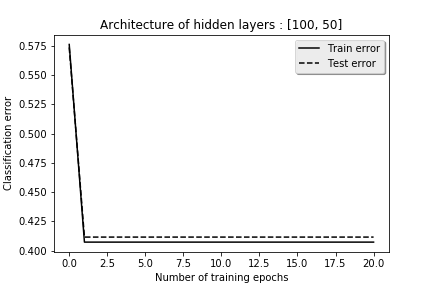 Architecture of hidden layers : [100, 50]
Train error
Test error
0.575
0.550
0.525
0.500
0.475
0.450
0.425
0.400
Classification error
0.0 2.5 5.0 7.5 10.0 12.5 15.0 17.5 20.0
Number of training epochs